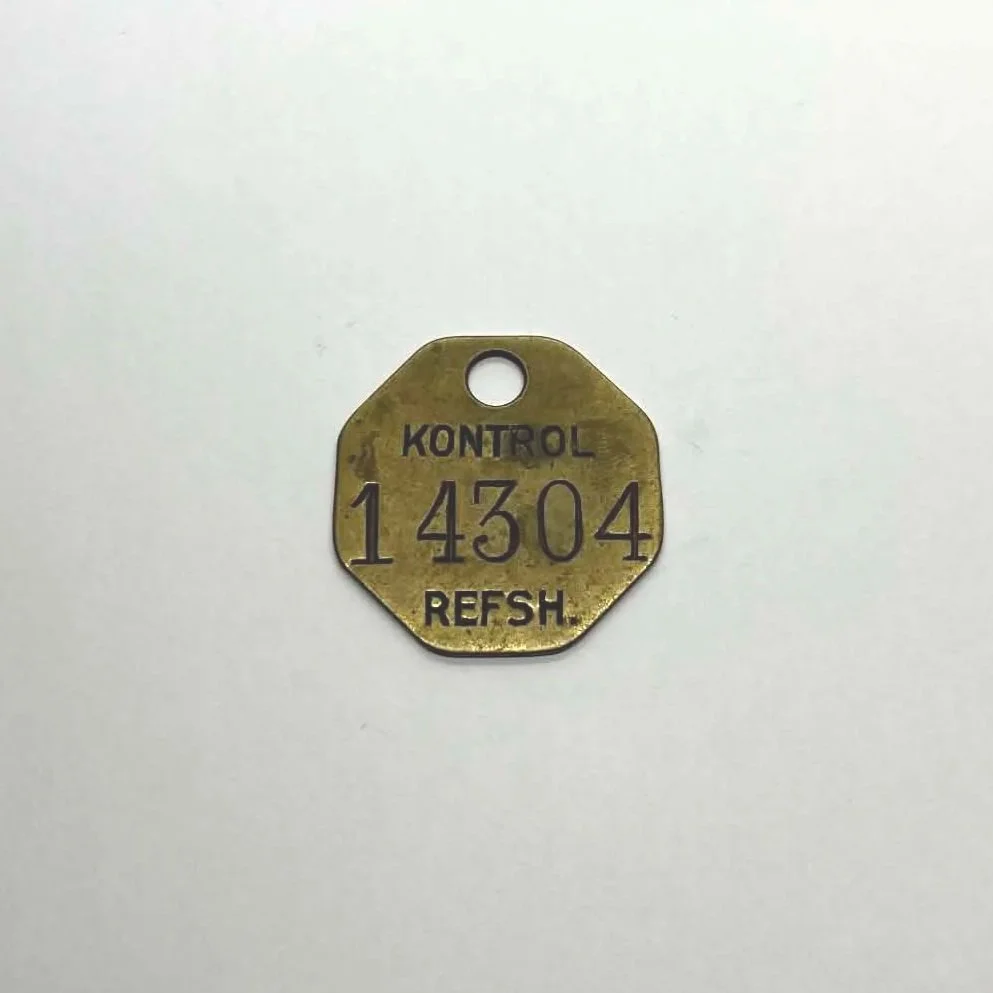 KONTROL
14304
REFSH.